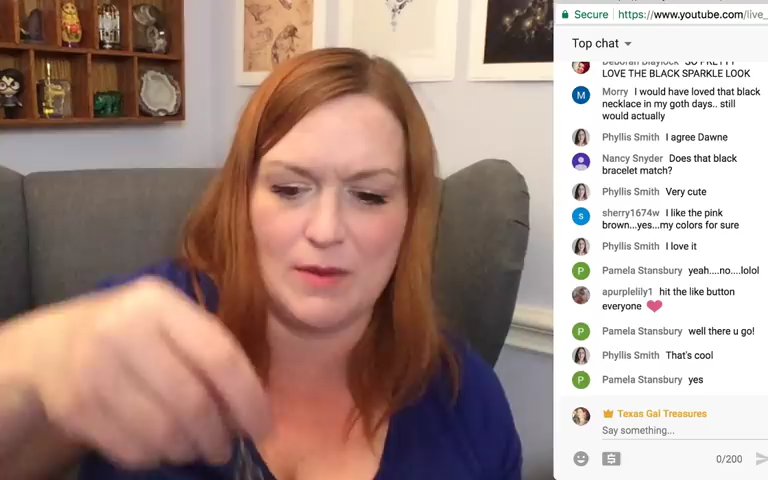 Secure https://www.youtube.com/live_
Top chat
Deborah Blaylock SO PRETTY
LOVE THE BLACK SPARKLE LOOK
M
Morry I would have loved that black
necklace in my goth days.. still
would actually
Phyllis Smith I agree Dawne
Nancy Snyder Does that black
bracelet match?
Phyllis Smith Very cute
s
sherry1674w I like the pink
brown...yes...my colors for sure
Phyllis Smith I love it
P
Pamela Stansbury yeah....no....lolol
apurplelily1 hit the like button
everyone
P
Pamela Stansbury well there u go!
Phyllis Smith That's cool
P
Pamela Stansbury yes
Texas Gal Treasures
Say something...
$
0/200